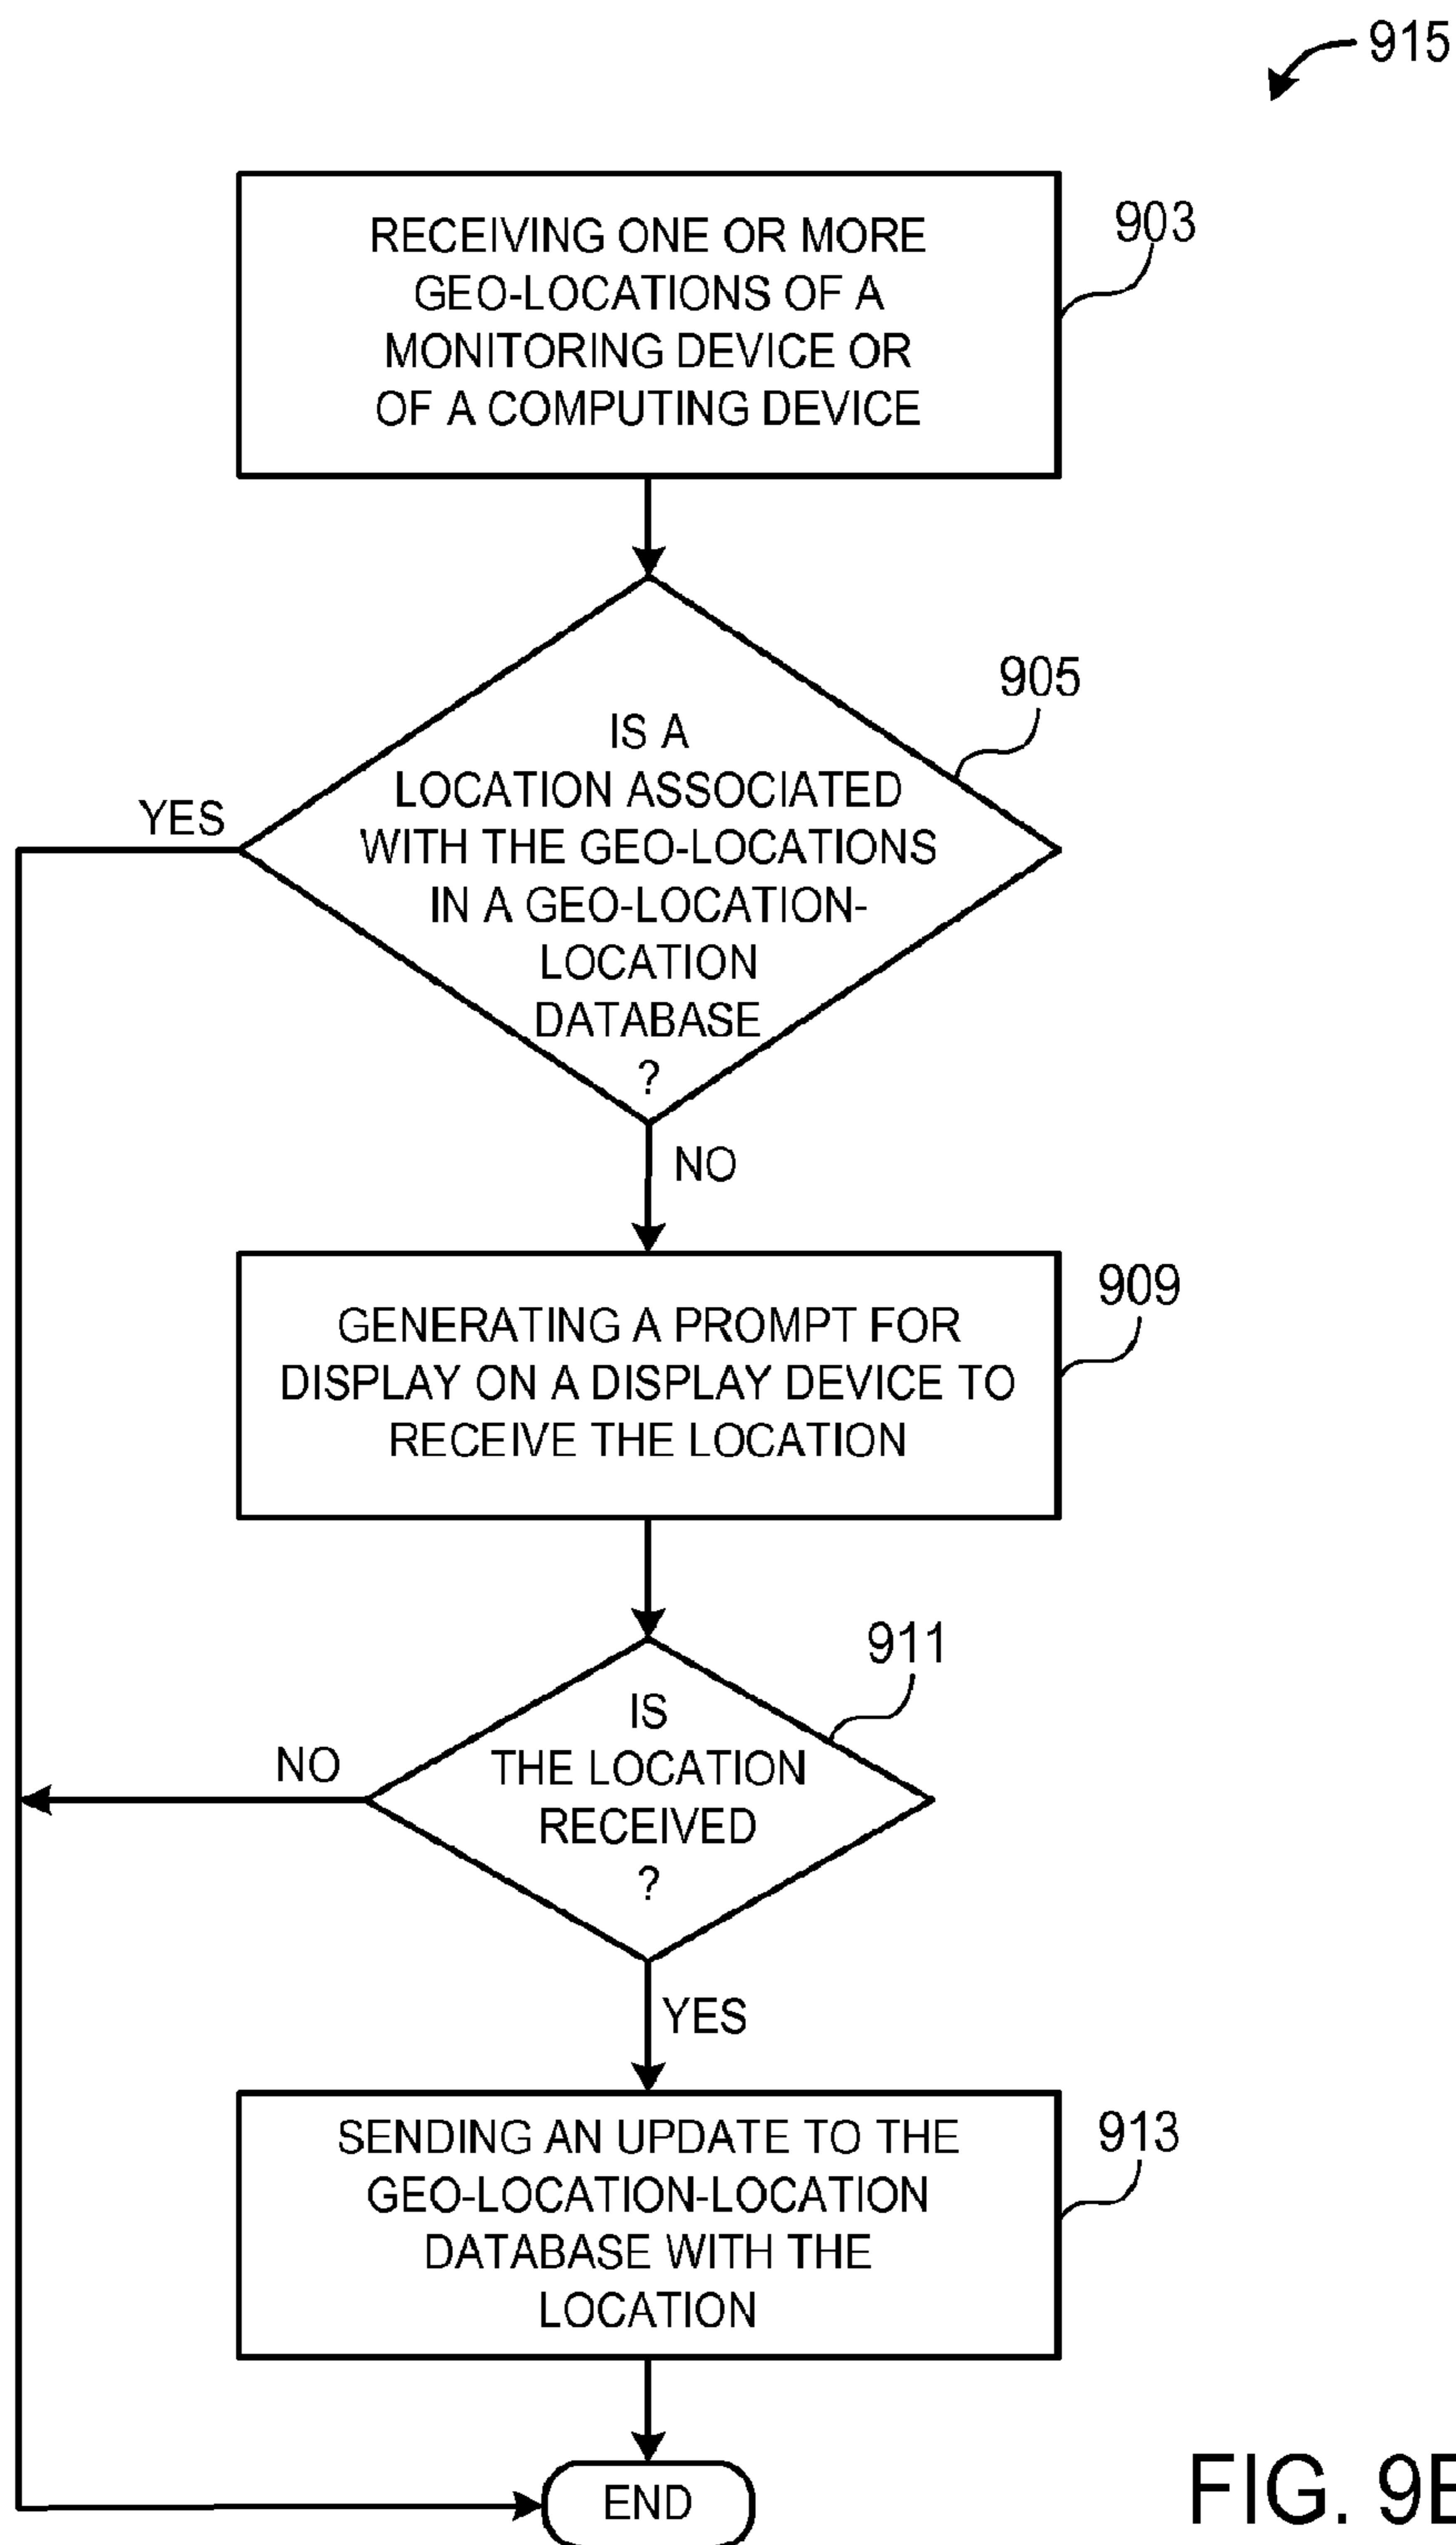 915
RECEIVING ONE OR MORE
GEO-LOCATIONS OF A
MONITORING DEVICE OR
OF A COMPUTING DEVICE
903
905
IS A
LOCATION ASSOCIATED
WITH THE GEO-LOCATIONS
IN A GEO-LOCATION-
LOCATION
DATABASE
?
YES
NO
GENERATING A PROMPT FOR
DISPLAY ON A DISPLAY DEVICE TO
RECEIVE THE LOCATION
909
911
IS
THE LOCATION
RECEIVED
?
NO
YES
SENDING AN UPDATE TO THE
GEO-LOCATION-LOCATION
DATABASE WITH THE
LOCATION
913
END
FIG.